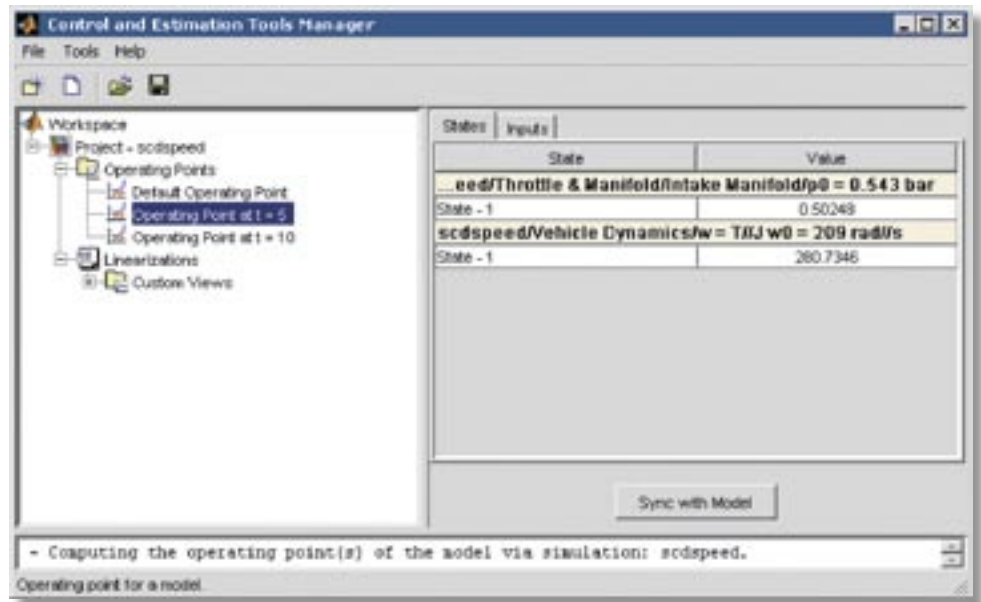 Control and Estimation Tools Manager
File Tools Help
Workspace
Project - scdspeed
Operating Points
Default Operating Point
Operating Point at t = 5
Operating Point at t = 10
Linearizations
Custom Views
States Inputs
State Value
...eed/Throttle & Manifold/Intake Manifold/p0 = 0.543 bar
State - 1 0.50248
scdspeed/Vehicle Dynamics/w = T//J w0 = 209 rad//s
State - 1 280.7346
Sync with Model
- Computing the operating point(s) of the model via simulation: scdspeed.
Operating point for a model.